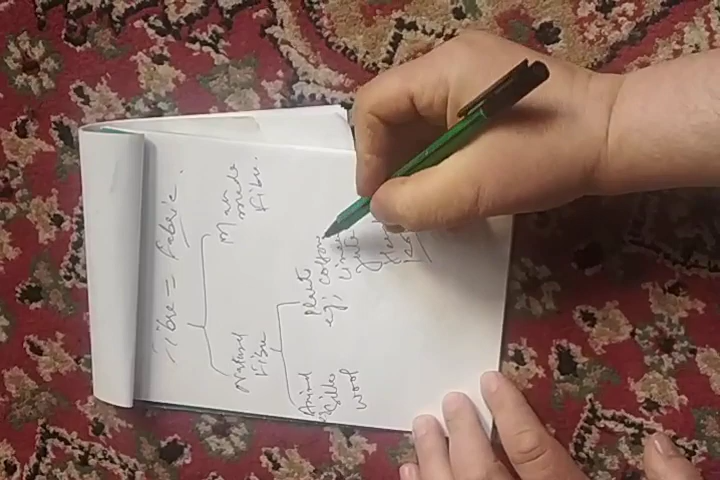 Fibre = Fabric.
Natural
Fibre
Man
made
Fibre.
Animal
Silk
wool
Plant
eg; cotton
Linen
Jute